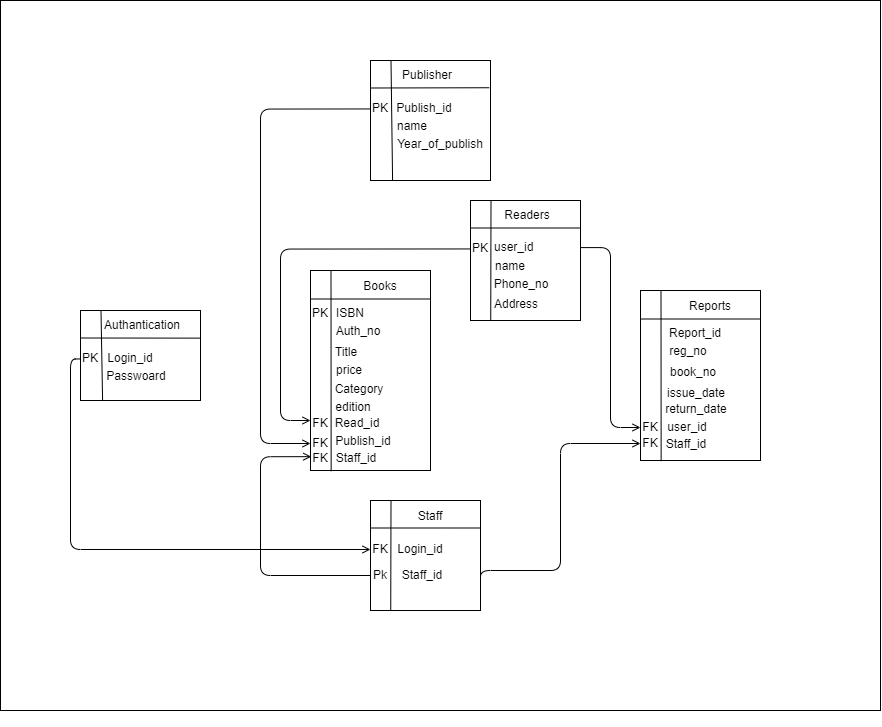 Publisher
PK Publish_id
name
Year_of_publish
Readers
PK user_id
name
Phone_no
Address
Books
PK ISBN
Auth_no
Title
price
Category
edition
FK Read_id
FK Publish_id
FK Staff_id
Authantication
PK Login_id
Passwoard
Reports
Report_id
reg_no
book_no
issue_date
return_date
FK user_id
FK Staff_id
Staff
FK Login_id
Pk Staff_id